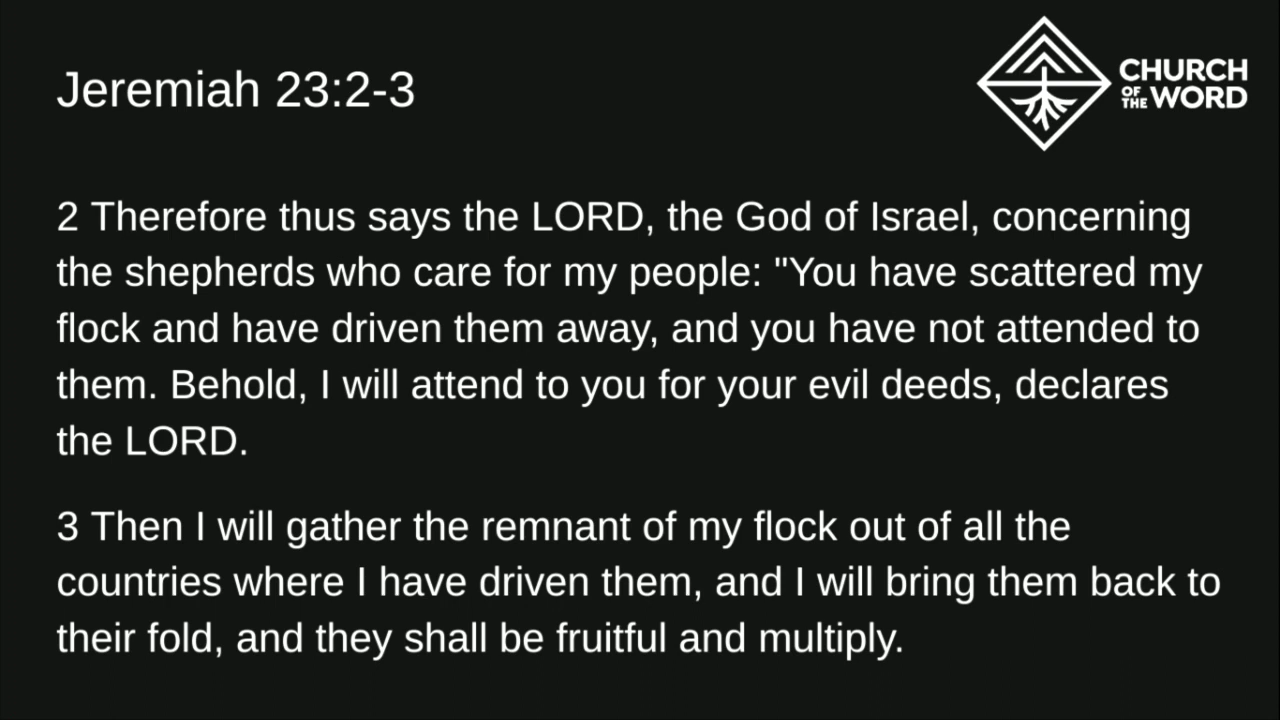 Jeremiah 23:2-3
CHURCH
OF THE WORD
2 Therefore thus says the LORD, the God of Israel, concerning
the shepherds who care for my people: "You have scattered my
flock and have driven them away, and you have not attended to
them. Behold, I will attend to you for your evil deeds, declares
the LORD.
3 Then I will gather the remnant of my flock out of all the
countries where I have driven them, and I will bring them back to
their fold, and they shall be fruitful and multiply.